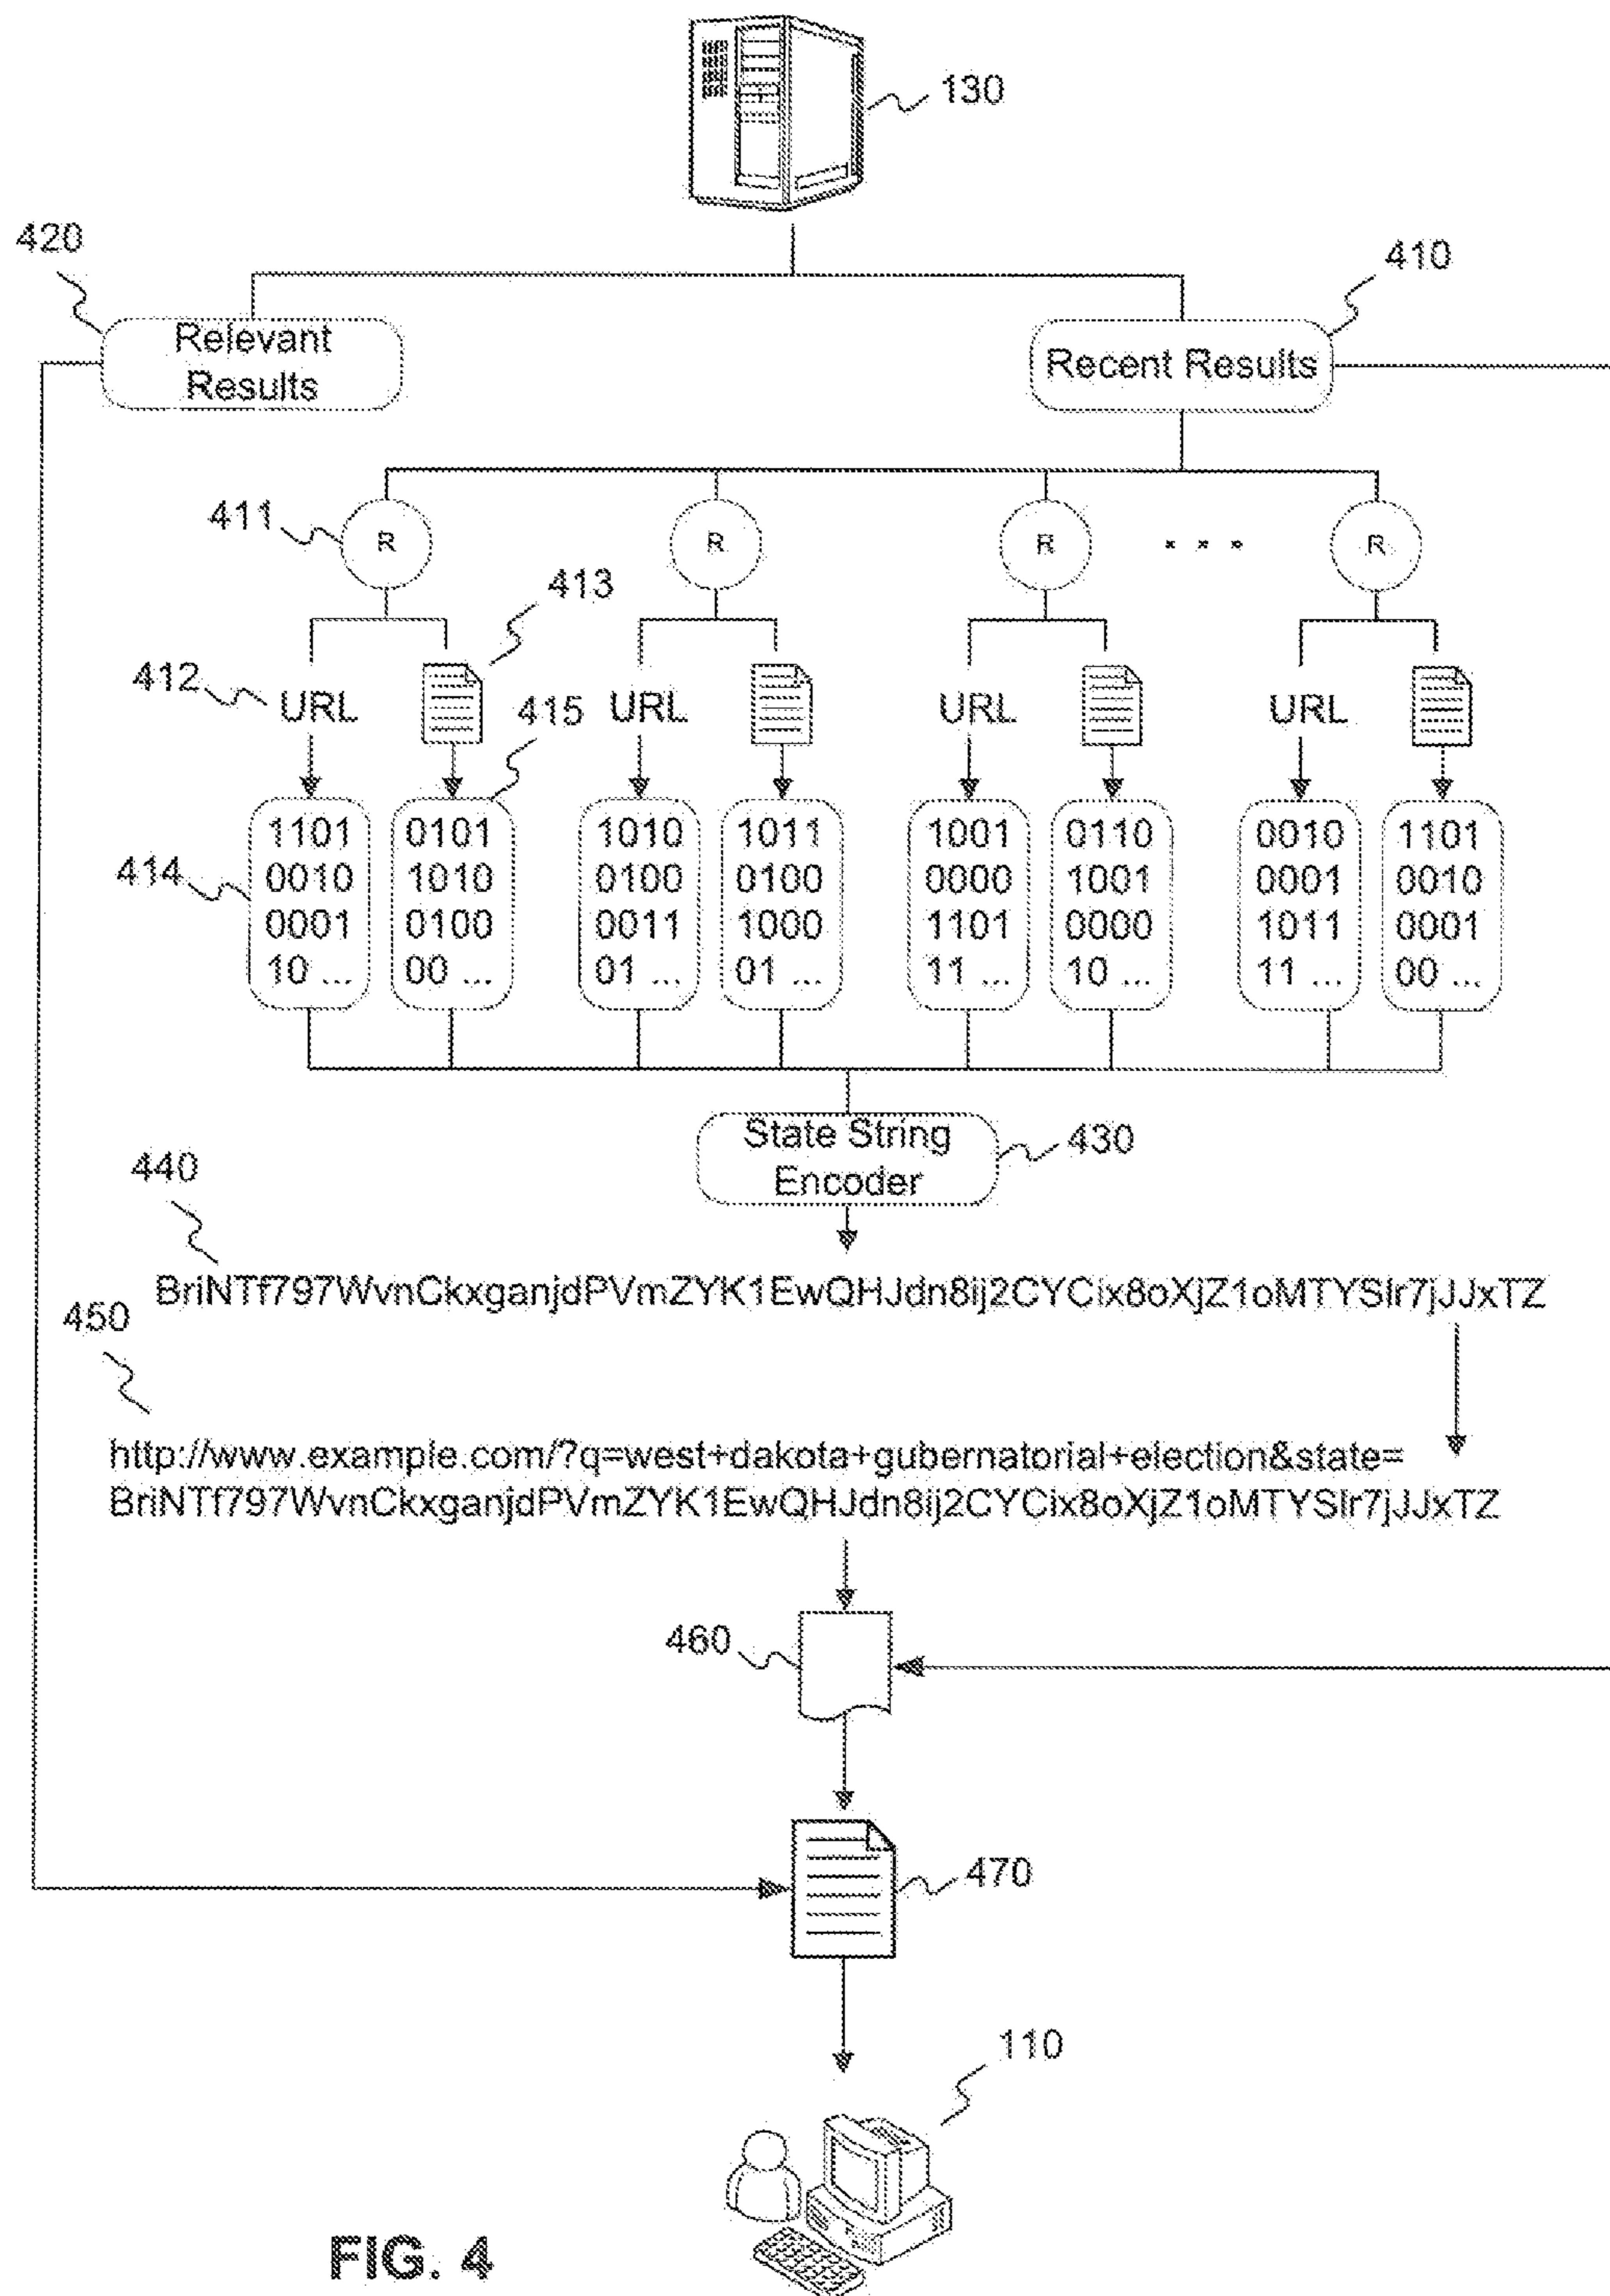 130
420
410
Relevant
Results
Recent Results
411
R
R
R
. . .
R
413
412
URL
415
URL
URL
URL
1101
0010
0001
10 ...
0101
1010
0100
00 ...
1010
0100
0011
01 ...
1011
0100
1000
01 ...
1001
0000
1101
11 ...
0110
1001
0000
10 ...
0010
0001
1011
11 ...
1101
0010
0001
00 ...
414
State String
Encoder
430
440
BriNTf797WvnCkxganjdPVmZYK1EwQHJdn8ij2CYCix8oXjZ1oMTYSIr7jJJxTZ
450
http://www.example.com/?q=west+dakota+gubernatorial+election&state=
BriNTf797WvnCkxganjdPVmZYK1EwQHJdn8ij2CYCix8oXjZ1oMTYSIr7jJJxTZ
460
470
110
FIG. 4